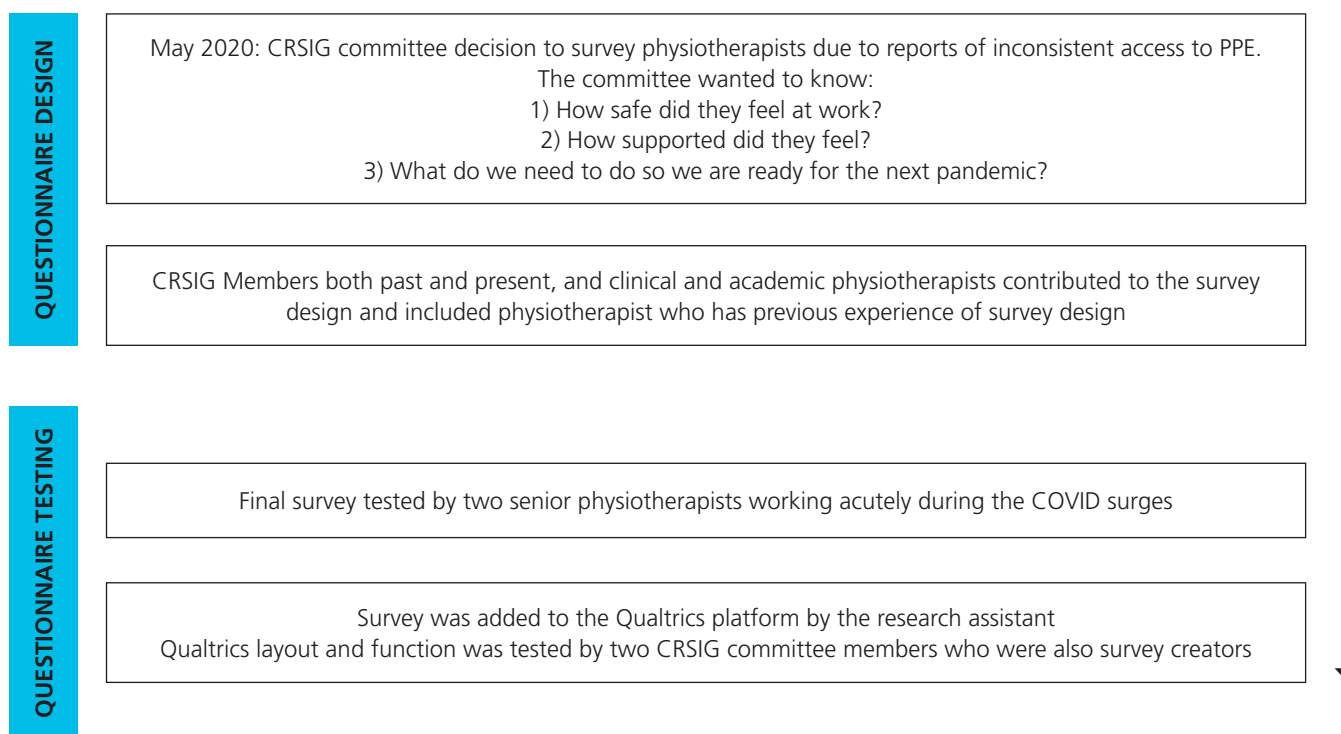 QUESTIONNAIRE DESIGN
May 2020: CRSIG committee decision to survey physiotherapists due to reports of inconsistent access to PPE.
The committee wanted to know:
1) How safe did they feel at work?
2) How supported did they feel?
3) What do we need to do so we are ready for the next pandemic?
CRSIG Members both past and present, and clinical and academic physiotherapists contributed to the survey
design and included physiotherapist who has previous experience of survey design
QUESTIONNAIRE TESTING
Final survey tested by two senior physiotherapists working acutely during the COVID surges
Survey was added to the Qualtrics platform by the research assistant
Qualtrics layout and function was tested by two CRSIG committee members who were also survey creators